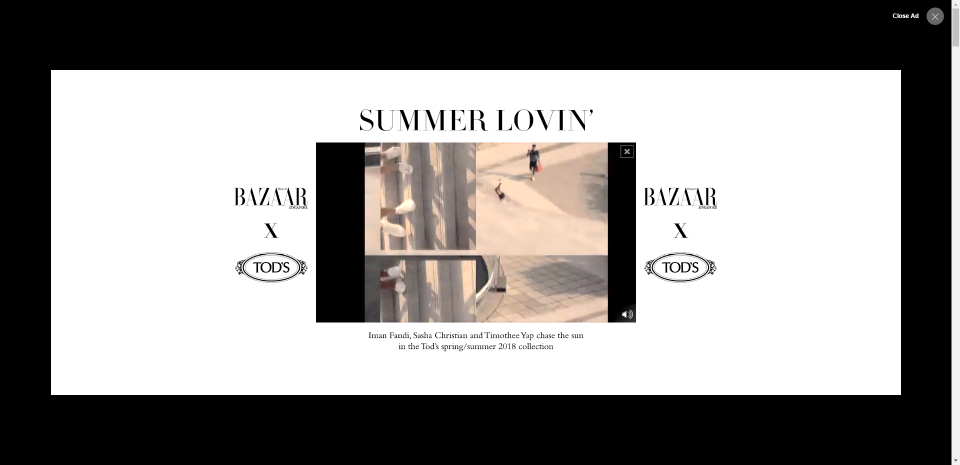 Close Ad
SUMMER LOVIN'
BAZAAR
SINGAPORE
X
TOD'S
BAZAAR
SINGAPORE
X
TOD'S
Iman Fandi, Sasha Christian and Timothee Yap chase the sun
in the Tod's spring/summer 2018 collection